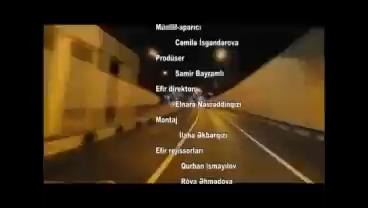 Müəllif-aparıcı
Cəmilə İsgəndərova
Prodüser
Samir Bayramlı
Efir direktoru
Elnarə Nəsrəddinqızı
Montaj
İlahə Əkbərqızı
Efir rejissorları
Qurban İsmayılov
Röya Əhmədova